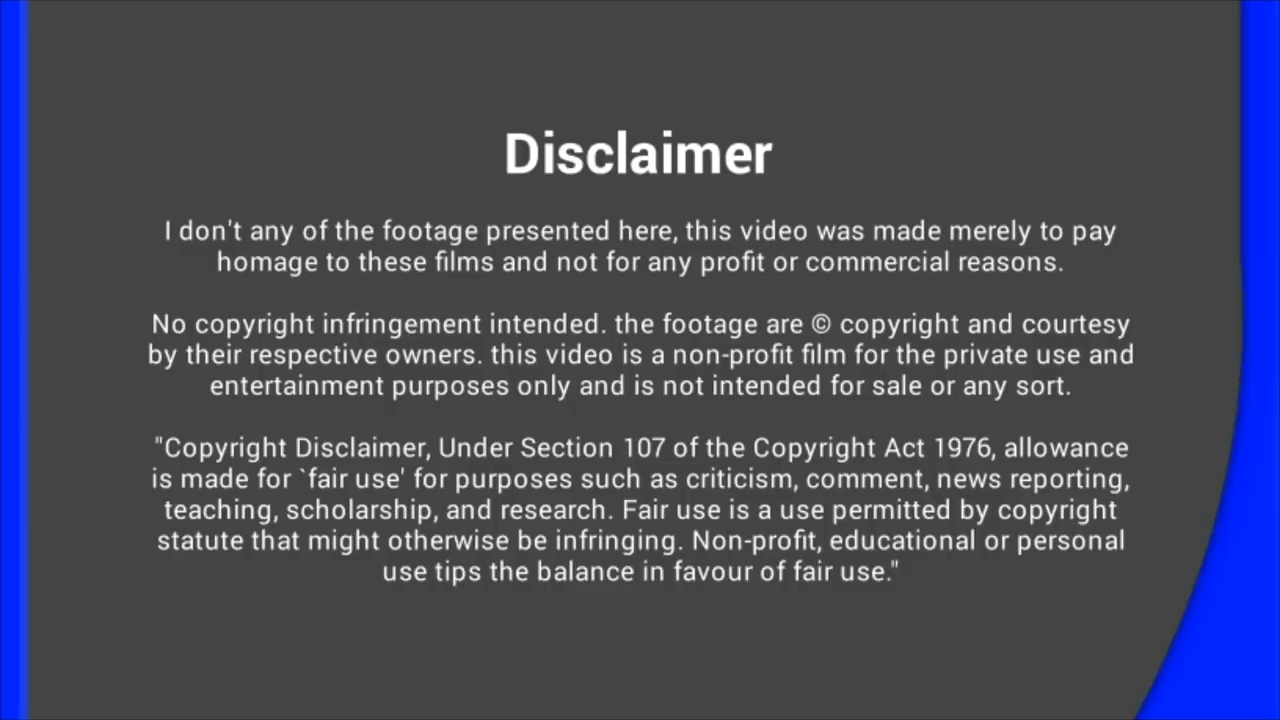 Disclaimer
I don't any of the footage presented here, this video was made merely to pay
homage to these films and not for any profit or commercial reasons.
No copyright infringement intended. the footage are © copyright and courtesy
by their respective owners. this video is a non-profit film for the private use and
entertainment purposes only and is not intended for sale or any sort.
"Copyright Disclaimer, Under Section 107 of the Copyright Act 1976, allowance
is made for `fair use' for purposes such as criticism, comment, news reporting,
teaching, scholarship, and research. Fair use is a use permitted by copyright
statute that might otherwise be infringing. Non-profit, educational or personal
use tips the balance in favour of fair use."